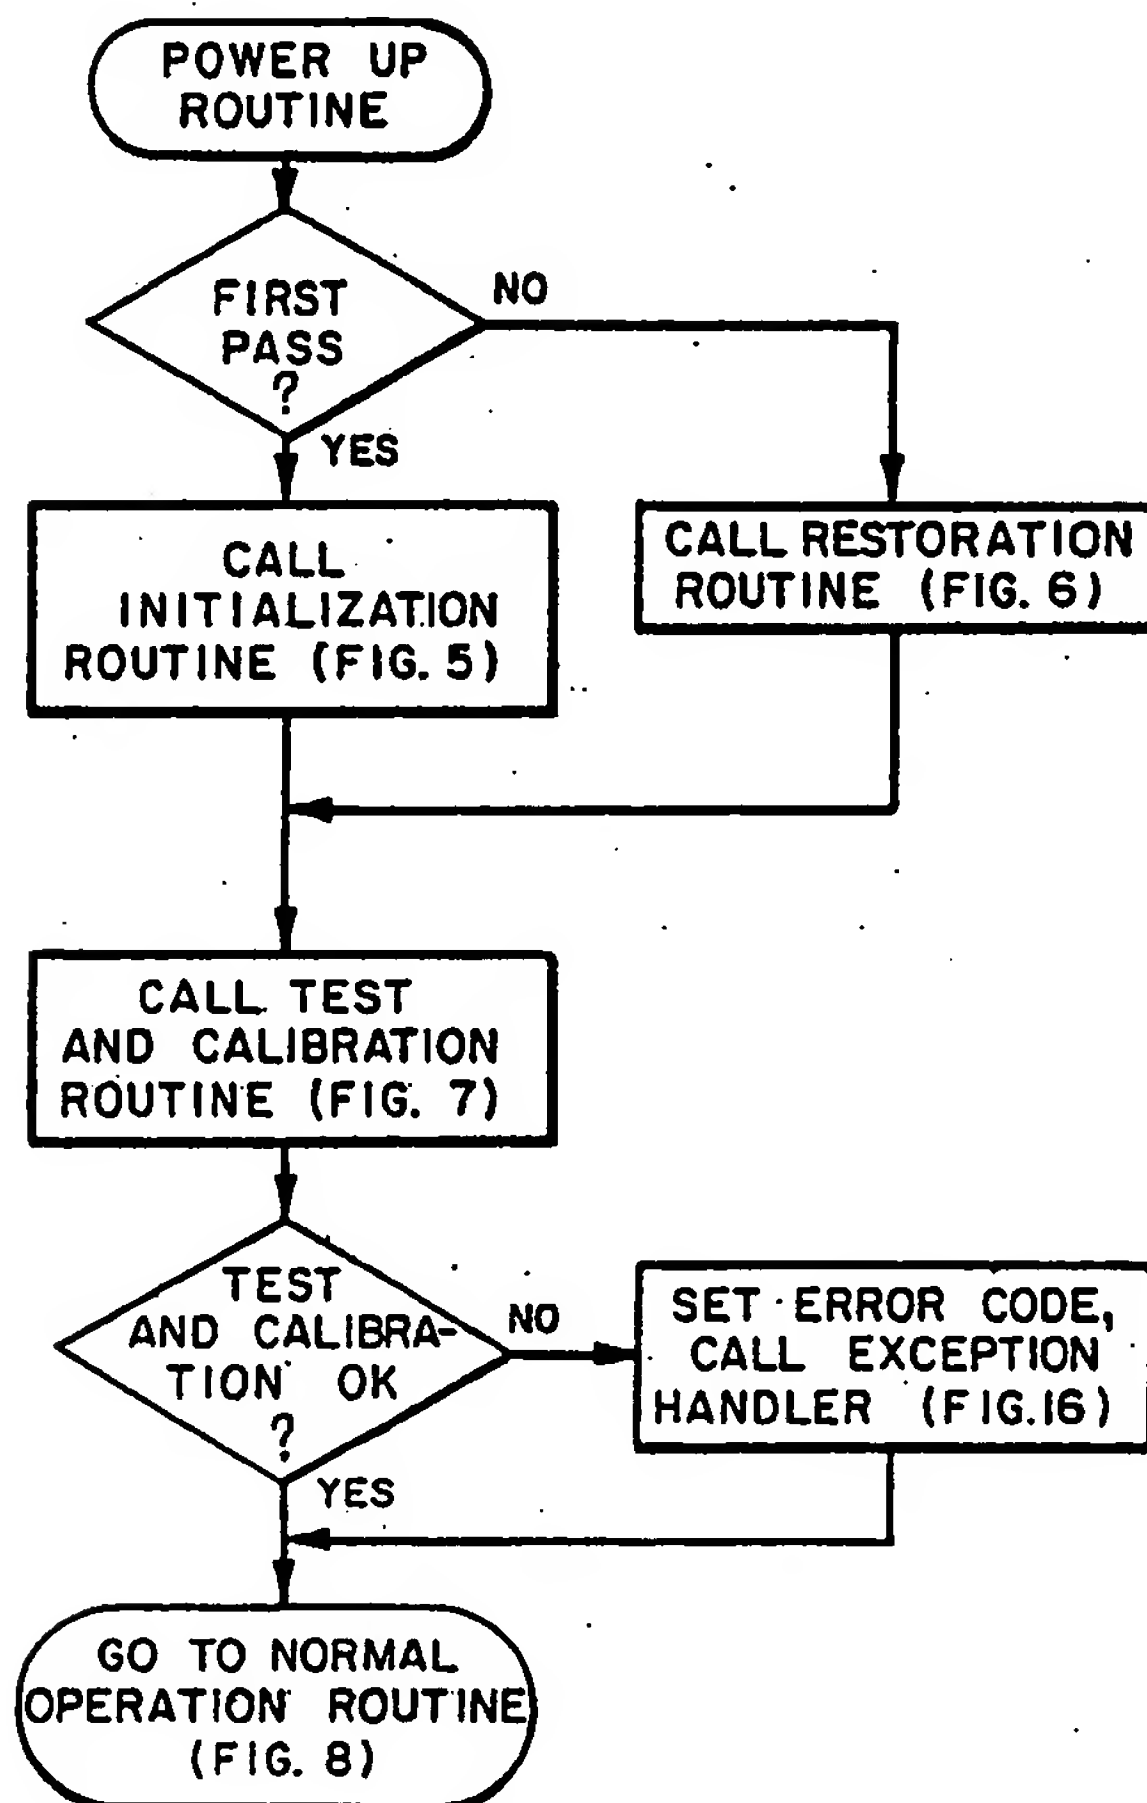 POWER UP
ROUTINE
FIRST
PASS
?
NO
YES
CALL
INITIALIZATION
ROUTINE (FIG. 5)
CALL RESTORATION
ROUTINE (FIG. 6)
CALL TEST
AND CALIBRATION
ROUTINE (FIG. 7)
TEST
AND CALIBRA-
TION OK
?
NO
YES
SET ERROR CODE,
CALL EXCEPTION
HANDLER (FIG.16)
GO TO NORMAL
OPERATION ROUTINE
(FIG. 8)